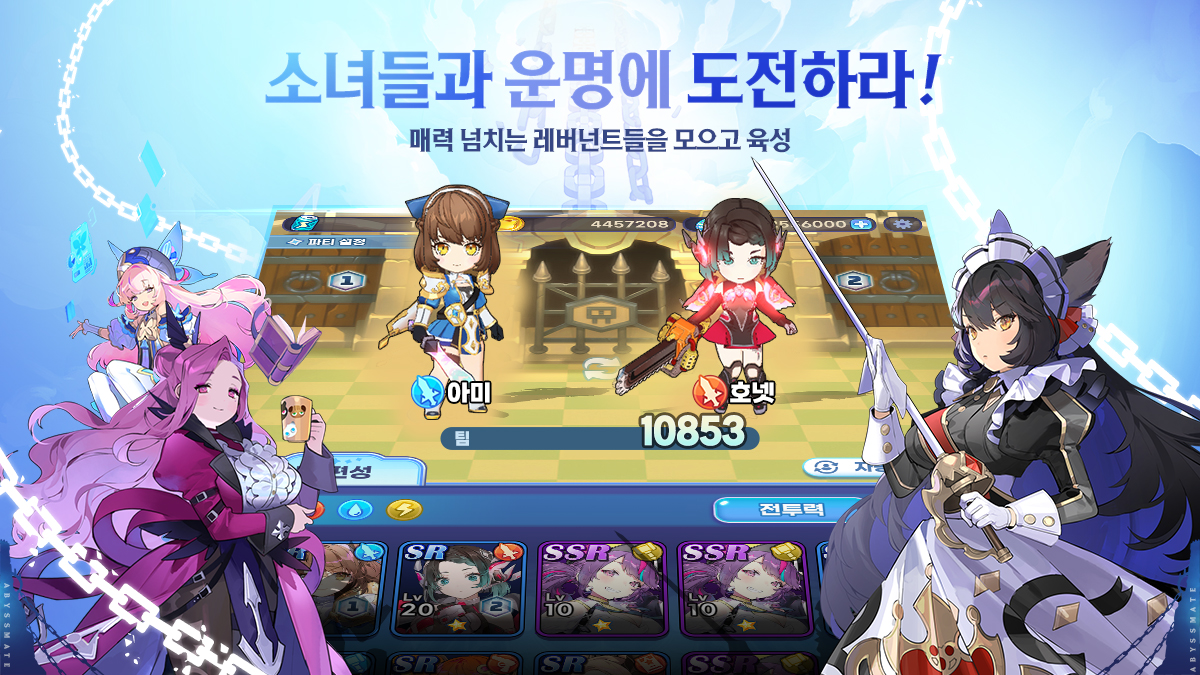 소녀들과 운명에 도전하라!
매력 넘치는 레버넌트들을 모으고 육성
4457208
파티 설정
1
2
아미
호넷
팀
10853
편성
전투력
SR
SSR
SSR
1
Lv
20
2
Lv
10
Lv
10
SR
SR
SSR
ABYSSMATE
ABYSSMATE